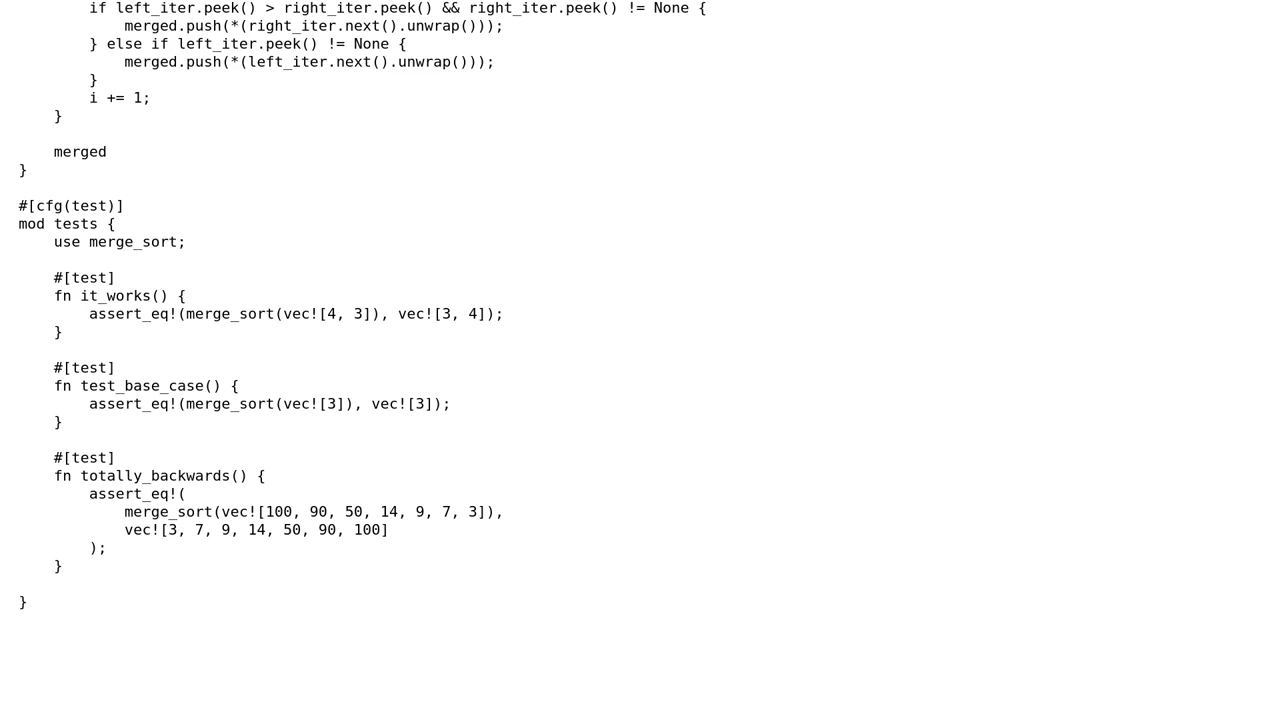 if left_iter.peek() > right_iter.peek() && right_iter.peek() != None {
            merged.push(*(right_iter.next().unwrap()));
        } else if left_iter.peek() != None {
            merged.push(*(left_iter.next().unwrap()));
        }
        i += 1;
    }

    merged
}

#[cfg(test)]
mod tests {
    use merge_sort;

    #[test]
    fn it_works() {
        assert_eq!(merge_sort(vec![4, 3]), vec![3, 4]);
    }

    #[test]
    fn test_base_case() {
        assert_eq!(merge_sort(vec![3]), vec![3]);
    }

    #[test]
    fn totally_backwards() {
        assert_eq!(
            merge_sort(vec![100, 90, 50, 14, 9, 7, 3]),
            vec![3, 7, 9, 14, 50, 90, 100]
        );
    }

}